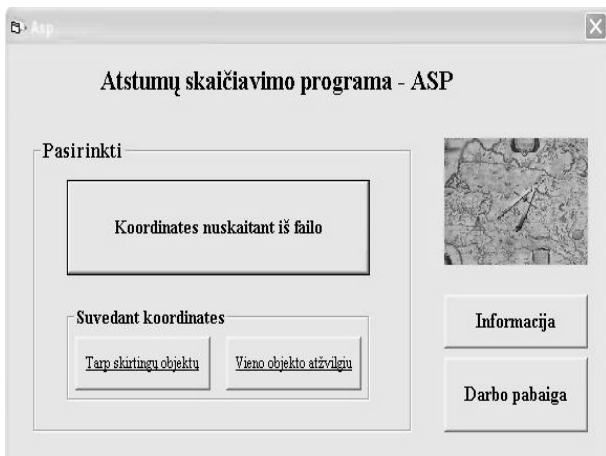 Asp
Atstumų skaičiavimo programa - ASP
Pasirinkti
Koordinates nuskaitant iš failo
Suvedant koordinates
Tarp skirtingų objektų
Vieno objekto atžvilgiu
Informacija
Darbo pabaiga